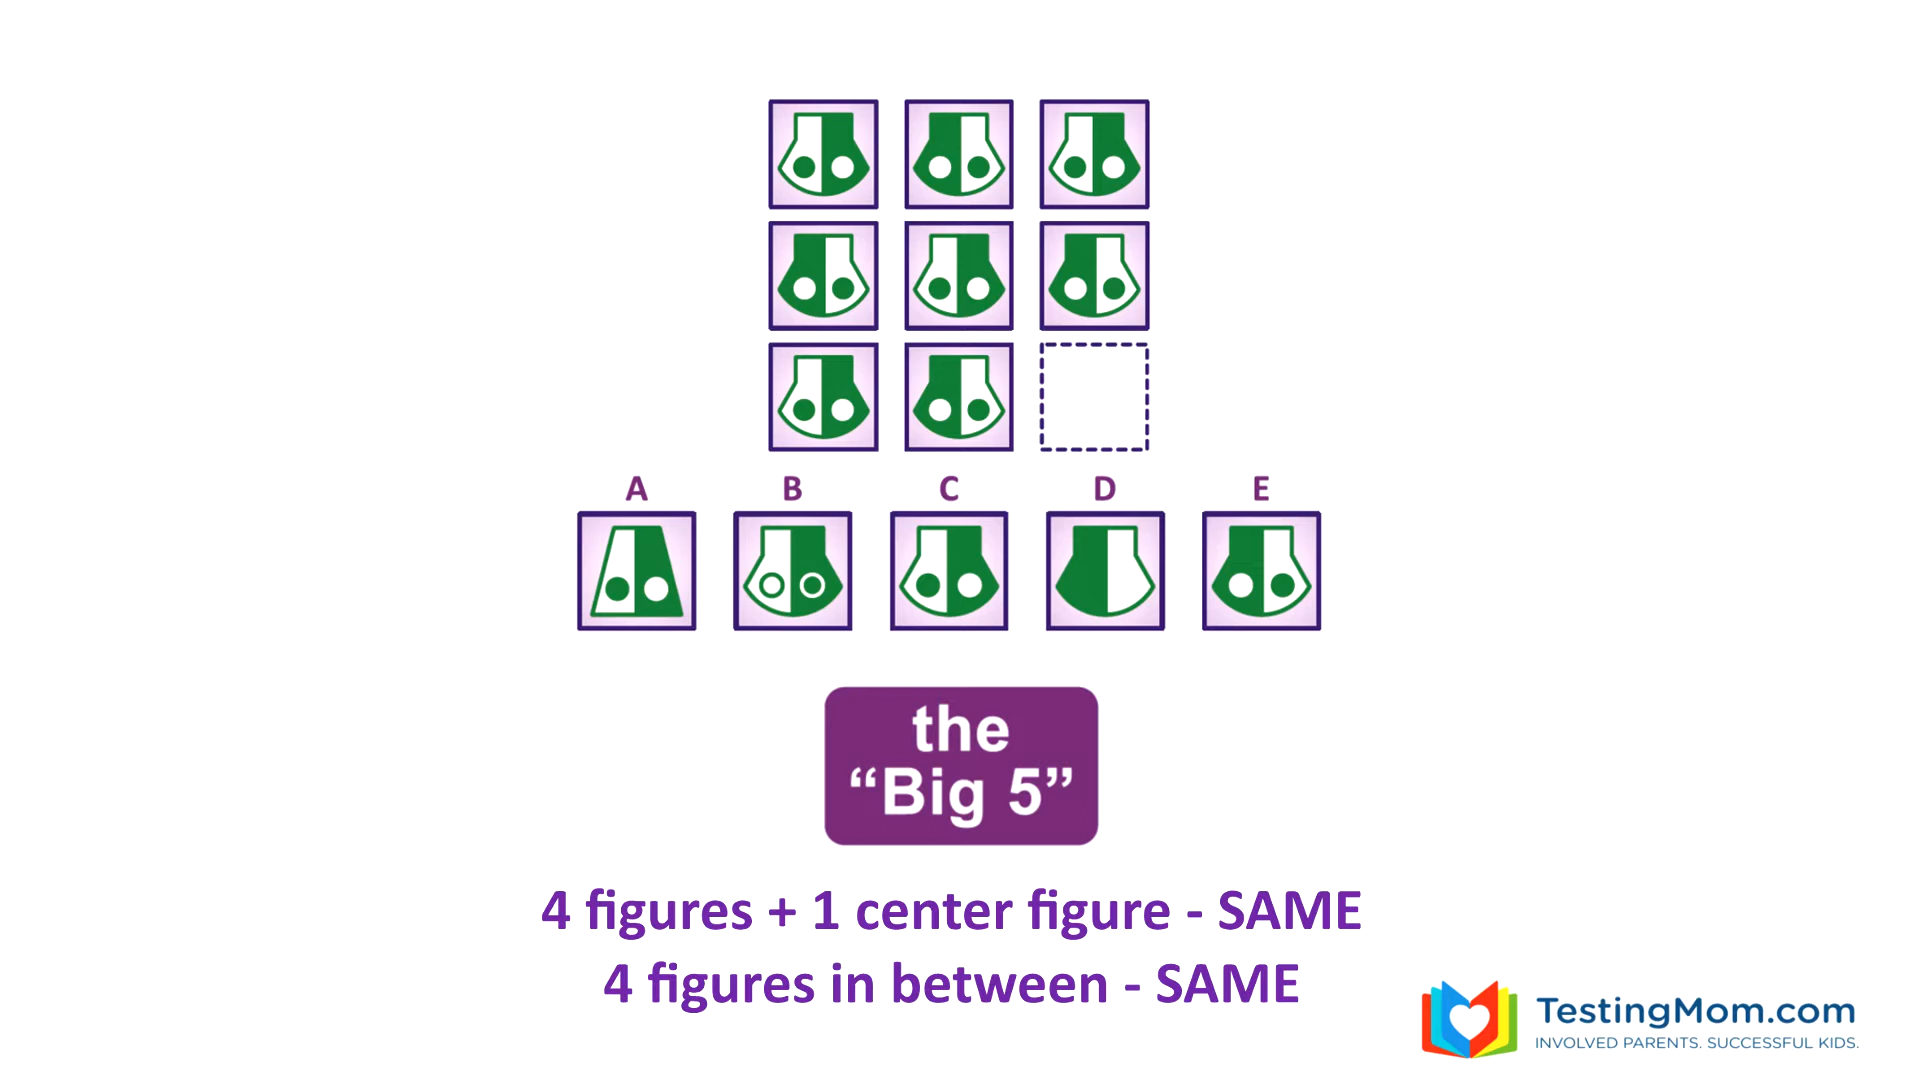 A B C D E
the
“Big 5”
4 figures + 1 center figure - SAME
4 figures in between - SAME
TestingMom.com
INVOLVED PARENTS. SUCCESSFUL KIDS.